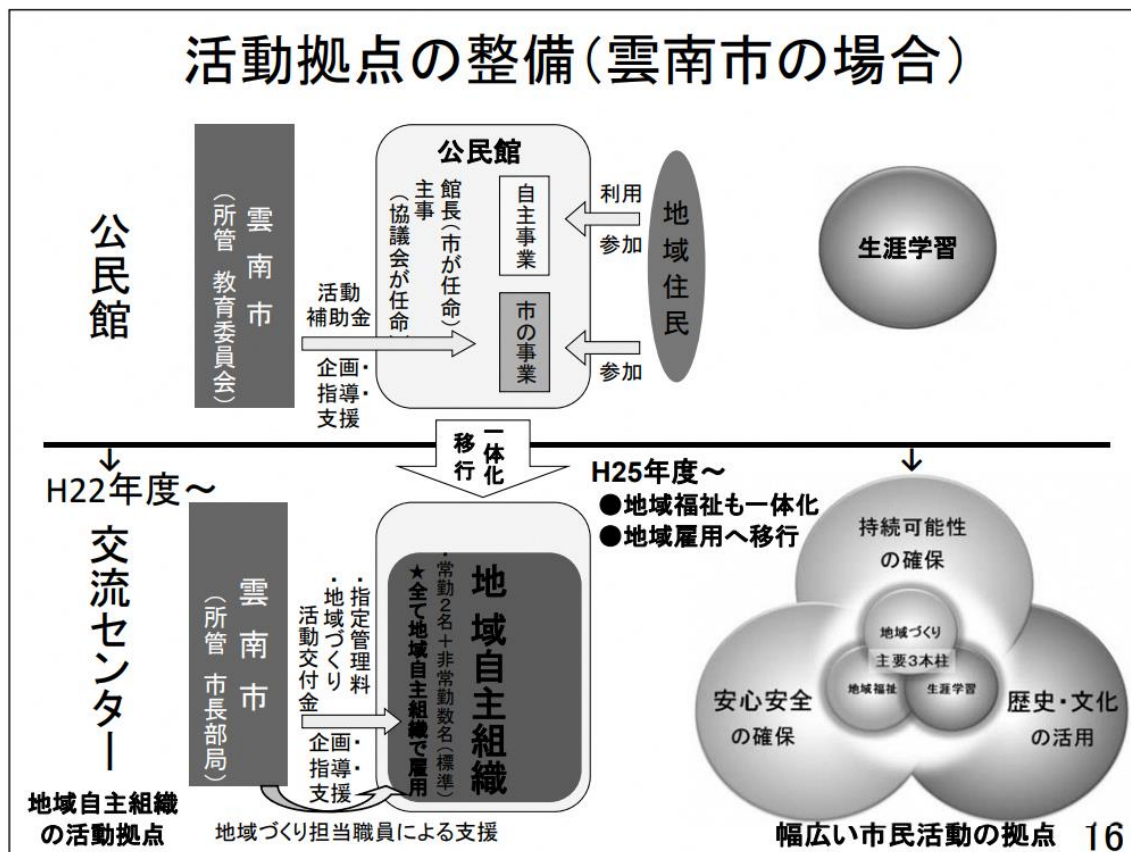 活動拠点の整備(雲南市の場合)
公民館
雲南市
(所管 教育委員会)
活動
補助金
企画・
指導・
支援
公民館
館長(市が任命)
主事
(協議会が任命)
自主事業
市の事業
利用
参加
参加
地域住民
生涯学習
一体化
移行
↓
H22年度~
交流センター
地域自主組織
の活動拠点
雲南市
(所管 市長部局)
・指定管理料
・地域づくり
活動交付金
企画・
指導・
支援
地域自主組織
・常勤2名+非常勤数名(標準)
★全て地域自主組織で雇用
地域づくり担当職員による支援
H25年度~
●地域福祉も一体化
●地域雇用へ移行
↓
持続可能性
の確保
地域づくり
主要3本柱
地域福祉
生涯学習
安心安全
の確保
歴史・文化
の活用
幅広い市民活動の拠点
16